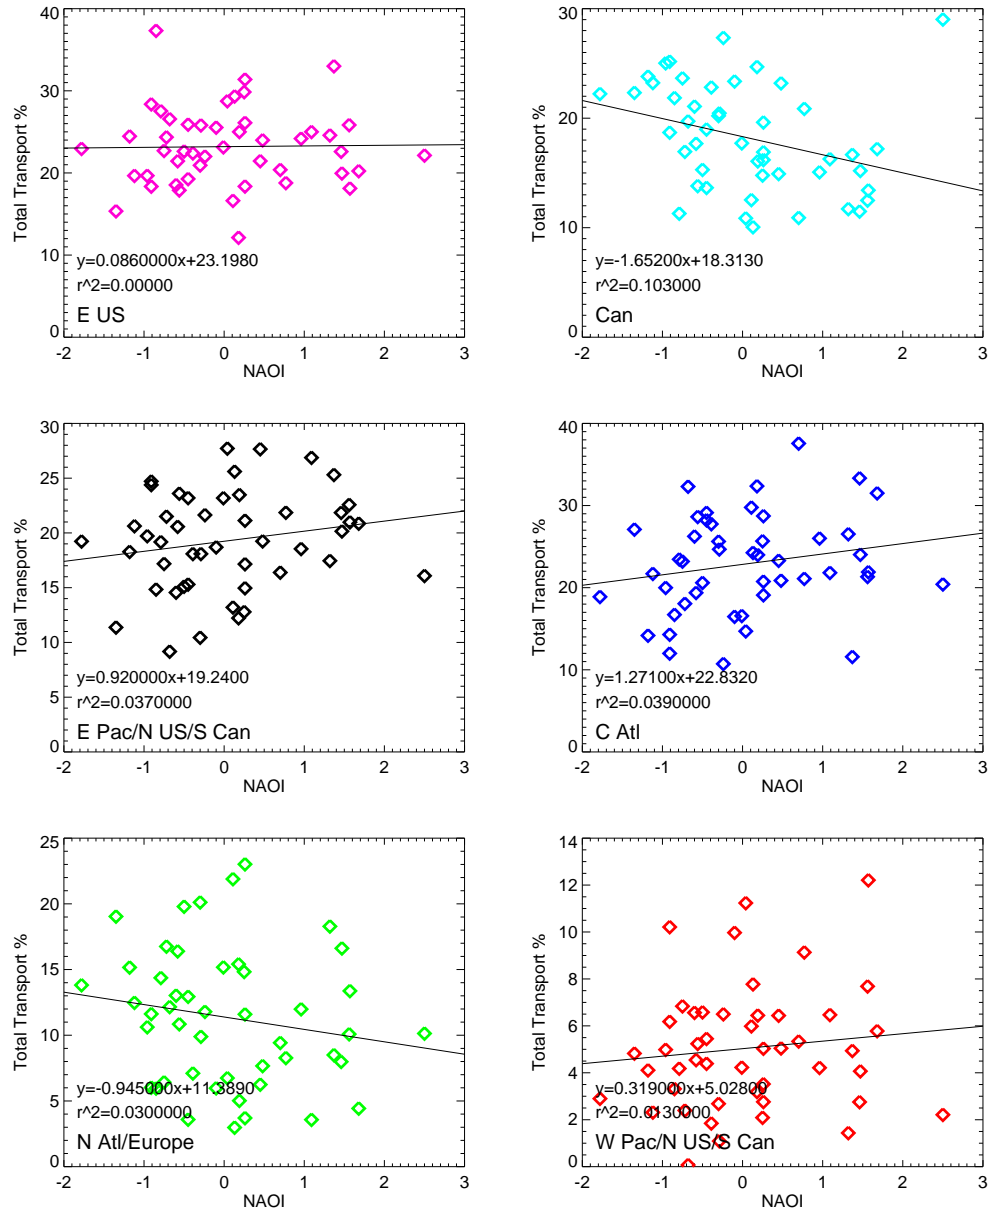 40
30
20
10
0
Total Transport %
y=0.0860000x+23.1980
r^2=0.00000
E US
-2 -1 0 1 2 3
NAOI
30
20
10
0
Total Transport %
y=-1.65200x+18.3130
r^2=0.103000
Can
-2 -1 0 1 2 3
NAOI
30
25
20
15
10
5
0
Total Transport %
y=0.920000x+19.2400
r^2=0.0370000
E Pac/N US/S Can
-2 -1 0 1 2 3
NAOI
40
30
20
10
0
Total Transport %
y=1.27100x+22.8320
r^2=0.0390000
C Atl
-2 -1 0 1 2 3
NAOI
25
20
15
10
5
0
Total Transport %
y=-0.945000x+11.3890
r^2=0.0300000
N Atl/Europe
-2 -1 0 1 2 3
NAOI
14
12
10
8
6
4
2
0
Total Transport %
y=0.319000x+5.02800
r^2=0.0130000
W Pac/N US/S Can
-2 -1 0 1 2 3
NAOI